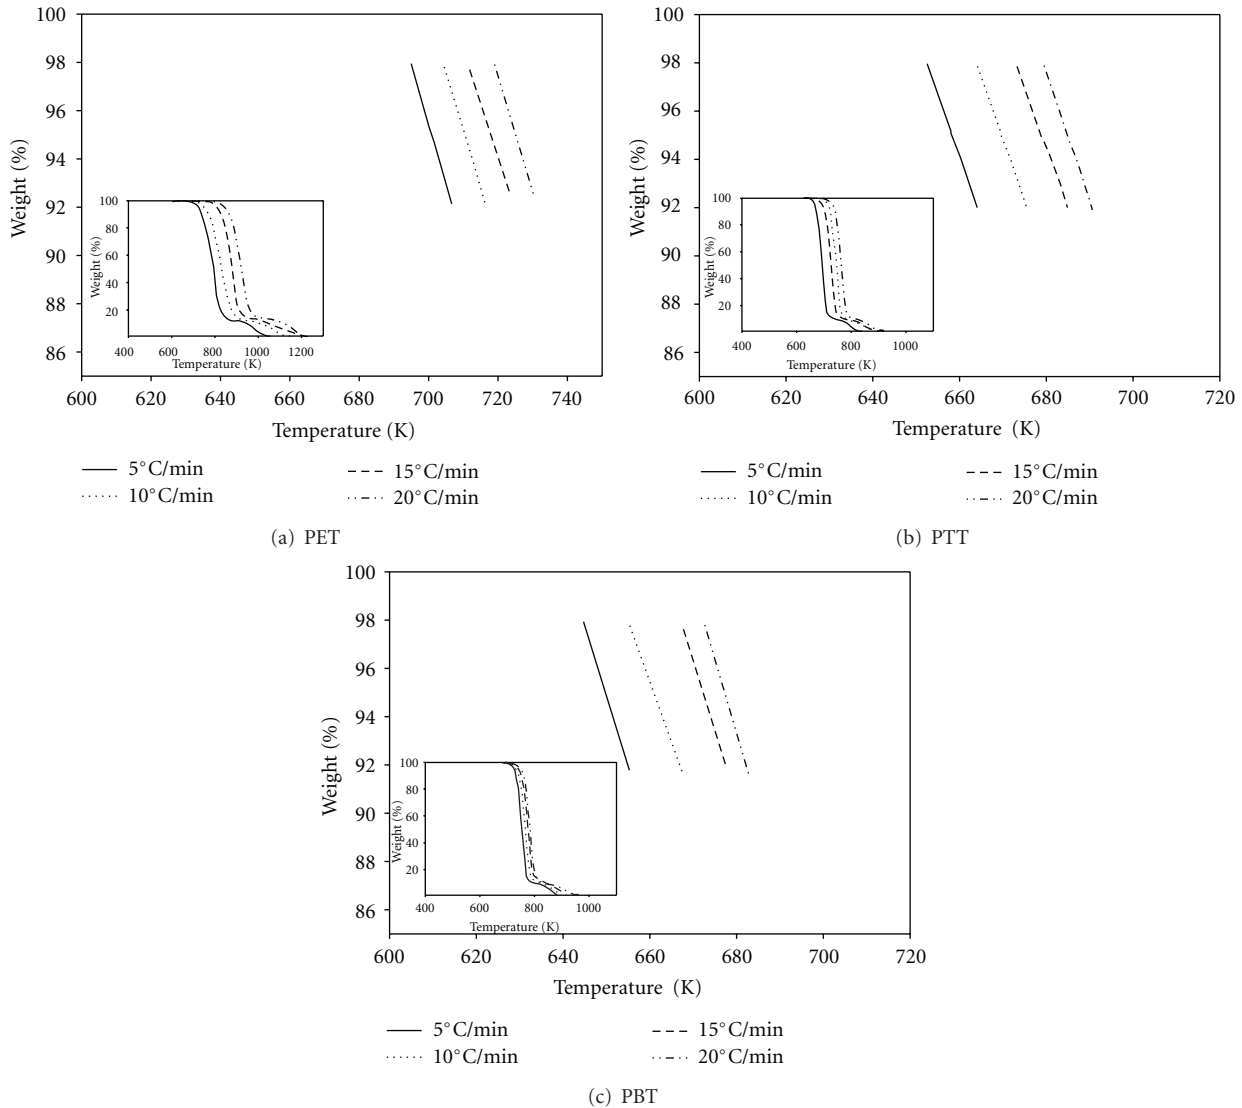 100
98
96
94
92
90
88
86
Weight (%)
600 620 640 660 680 700 720 740
Temperature (K)
100
80
60
40
20
Weight (%)
400 600 800 1000 1200
Temperature (K)
5°C/min
10°C/min
15°C/min
20°C/min
(a) PET
100
98
96
94
92
90
88
86
Weight (%)
600 620 640 660 680 700 720
Temperature (K)
100
80
60
40
20
Weight (%)
400 600 800 1000
Temperature (K)
5°C/min
10°C/min
15°C/min
20°C/min
(b) PTT
100
98
96
94
92
90
88
86
Weight (%)
600 620 640 660 680 700 720
Temperature (K)
100
80
60
40
20
Weight (%)
400 600 800 1000
Temperature (K)
5°C/min
10°C/min
15°C/min
20°C/min
(c) PBT